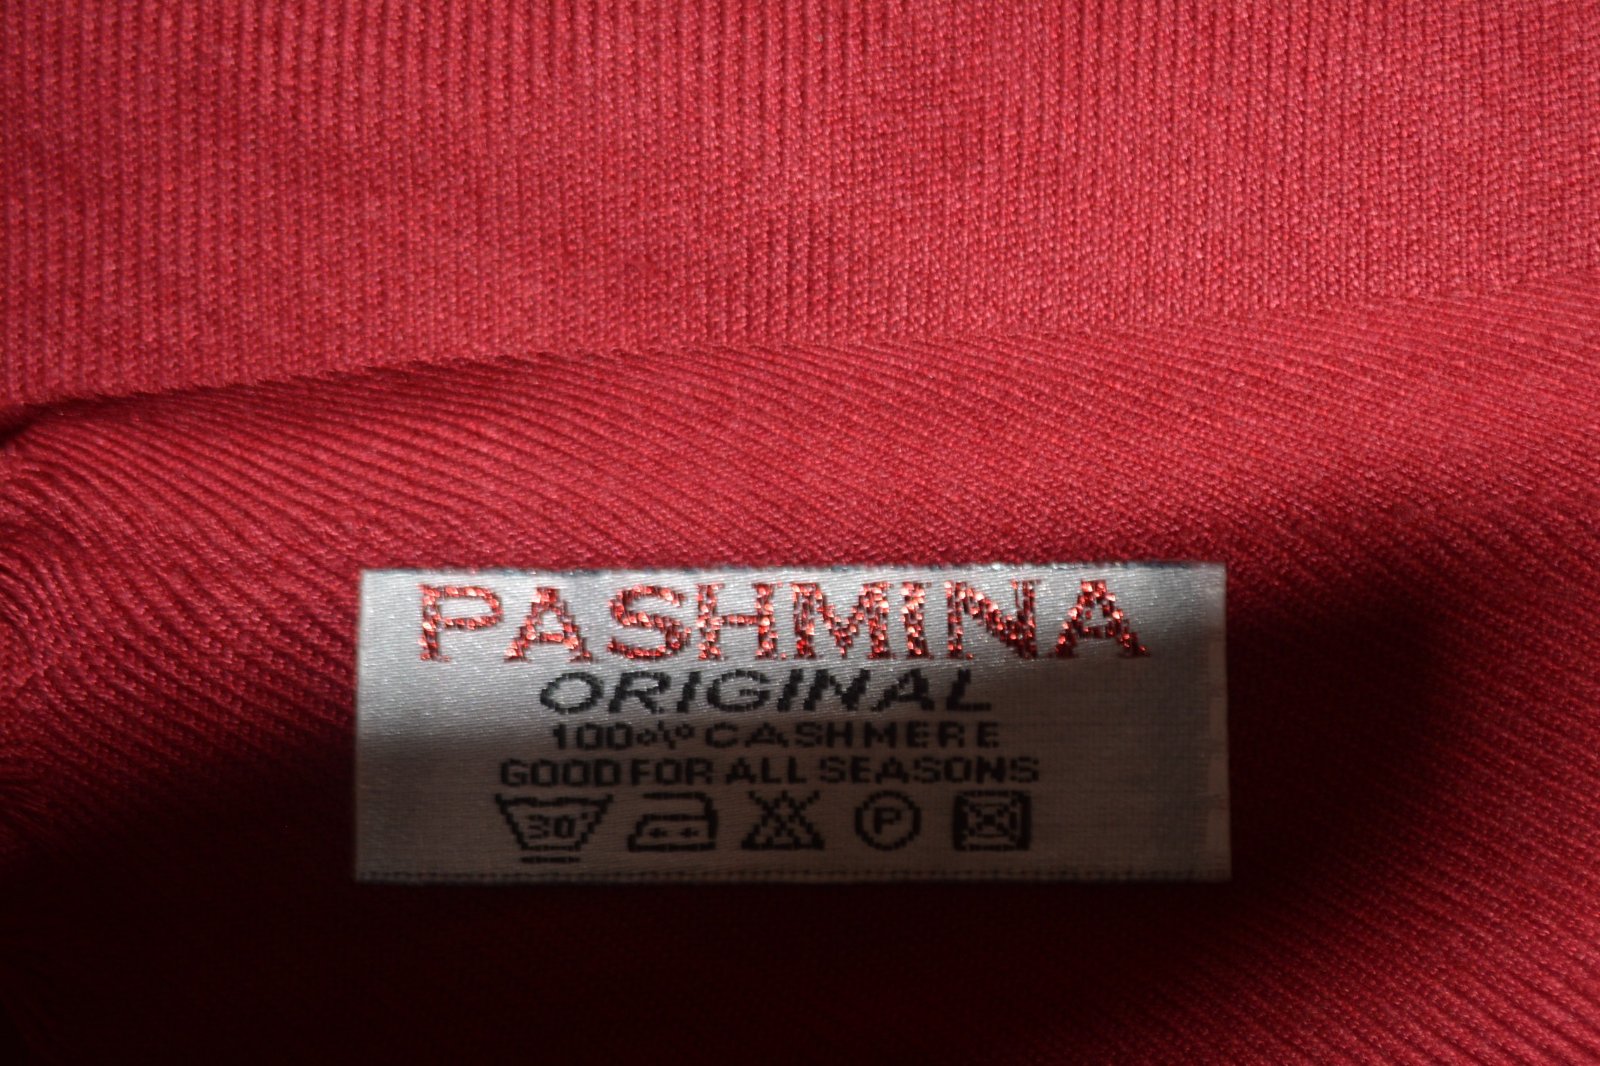 PASHMINA
ORIGINAL
100% CASHMERE
GOOD FOR ALL SEASONS
30° P